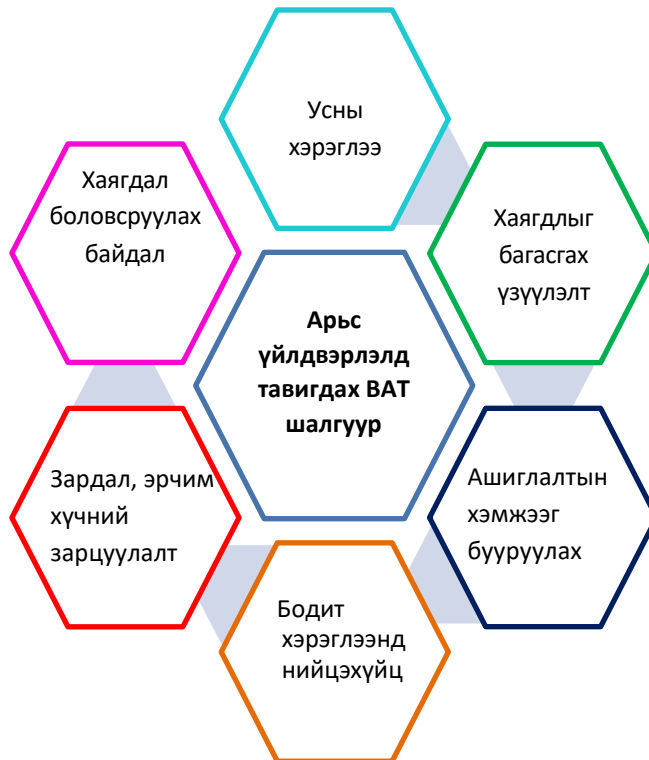 Усны
хэрэглээ
Хаягдал
боловсруулах
байдал
Хаягдлыг
багасгах
үзүүлэлт
Арьс
үйлдвэрлэлд
тавигдах BAT
шалгуур
Зардал, эрчим
хүчний
зарцуулалт
Ашиглалтын
хэмжээг
бууруулах
Бодит
хэрэглээнд
нийцэхүйц